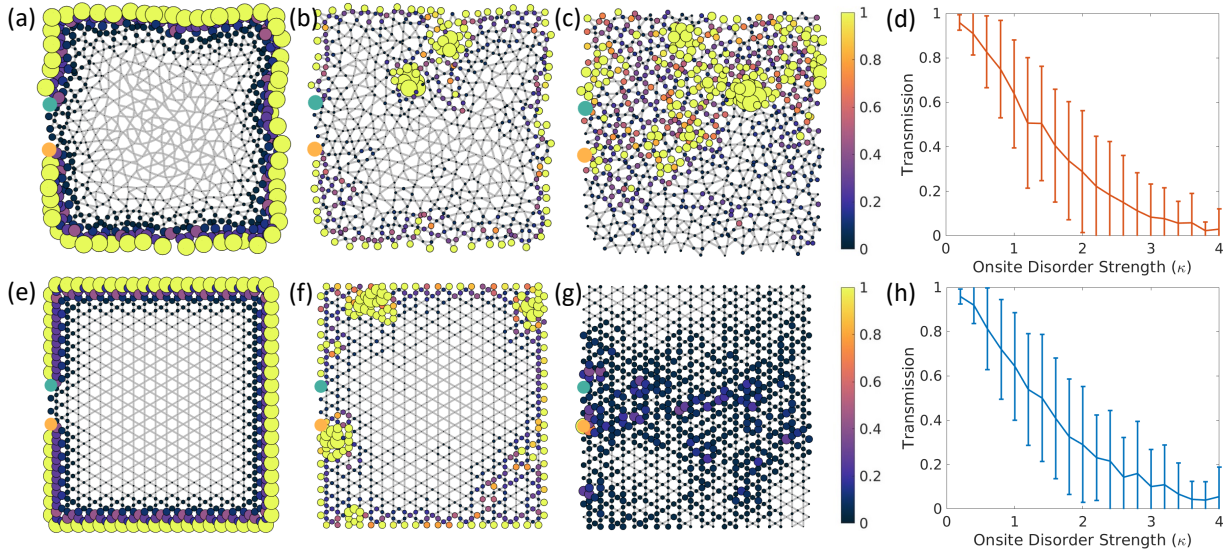 (a)
(b)
(c)
1
0.8
0.6
0.4
0.2
0
(d)
1
0.8
0.6
0.4
0.2
0
Transmission
0 1 2 3 4
Onsite Disorder Strength (κ)
(e)
(f)
(g)
1
0.8
0.6
0.4
0.2
0
(h)
1
0.8
0.6
0.4
0.2
0
Transmission
0 1 2 3 4
Onsite Disorder Strength (κ)